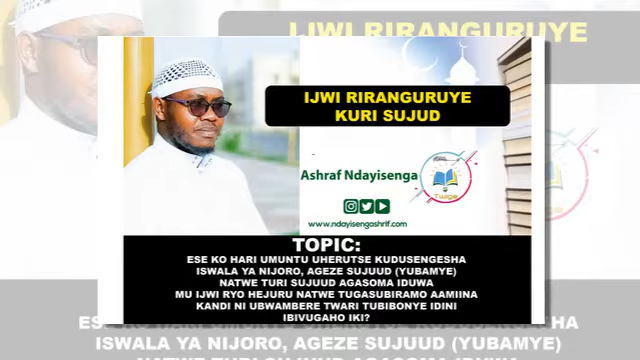 IJWI RIRANGURUYE
IJWI RIRANGURUYE
KURI SUJUD
Ashraf Ndayisenga
Twige
www.ndayisengashrif.com
TOPIC:
ESE KO HARI UMUNTU UHERUTSE KUDUSENGESHA
ISWALA YA NIJORO, AGEZE SUJUUD (YUBAMYE)
NATWE TURI SUJUUD AGASOMA IDUWA
MU IJWI RYO HEJURU NATWE TUGASUBIRAMO AAMIINA
KANDI NI UBWAMBERE TWARI TUBIBONYE IDINI
IBIVUGAHO IKI?
ISWALA YA NIJORO, AGEZE SUJUUD (YUBAMYE)